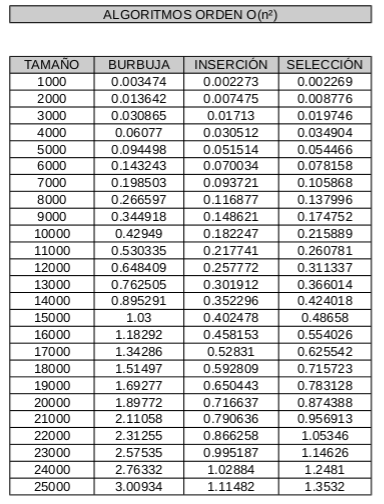 ALGORITMOS ORDEN O(n²)
TAMAÑO BURBUJA INSERCIÓN SELECCIÓN
1000 0.003474 0.002273 0.002269
2000 0.013642 0.007475 0.008776
3000 0.030865 0.01713 0.019746
4000 0.06077 0.030512 0.034904
5000 0.094498 0.051514 0.054466
6000 0.143243 0.070034 0.078158
7000 0.198503 0.093721 0.105868
8000 0.266597 0.116877 0.137996
9000 0.344918 0.148621 0.174752
10000 0.42949 0.182247 0.215889
11000 0.530335 0.217741 0.260781
12000 0.648409 0.257772 0.311337
13000 0.762505 0.301912 0.366014
14000 0.895291 0.352296 0.424018
15000 1.03 0.402478 0.48658
16000 1.18292 0.458153 0.554026
17000 1.34286 0.52831 0.625542
18000 1.51497 0.592809 0.715723
19000 1.69277 0.650443 0.783128
20000 1.89772 0.716637 0.874388
21000 2.11058 0.790636 0.956913
22000 2.31255 0.866258 1.05346
23000 2.57535 0.995187 1.14626
24000 2.76332 1.02884 1.2481
25000 3.00934 1.11482 1.3532